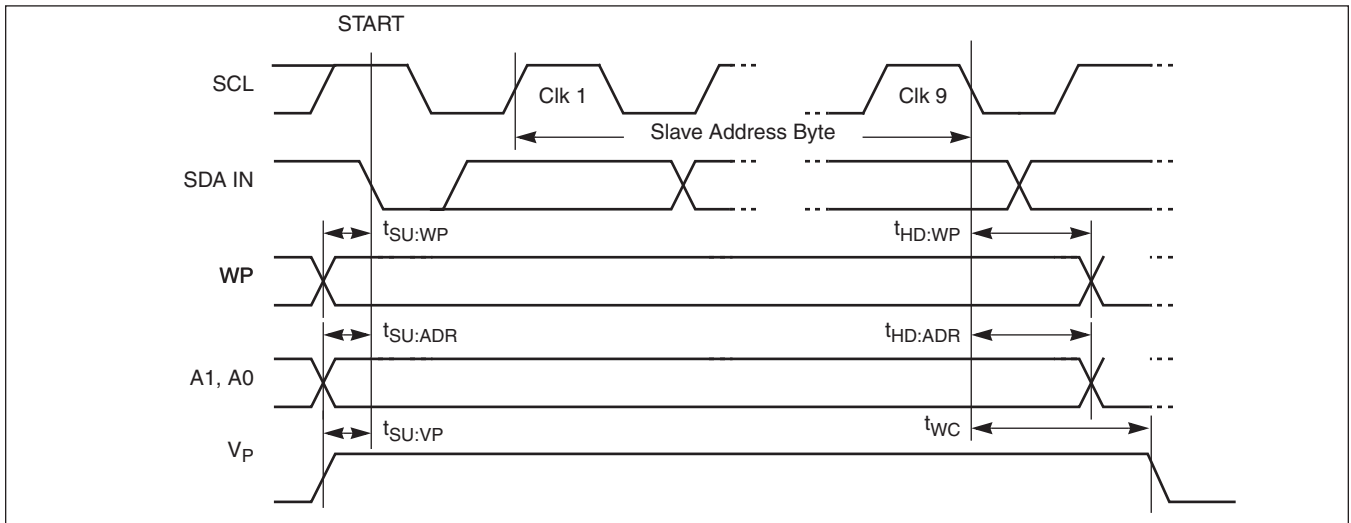 START
SCL
Clk 1
Clk 9
Slave Address Byte
SDA IN
tSU:WP
tHD:WP
WP
tSU:ADR
tHD:ADR
A1, A0
tSU:VP
tWC
VP